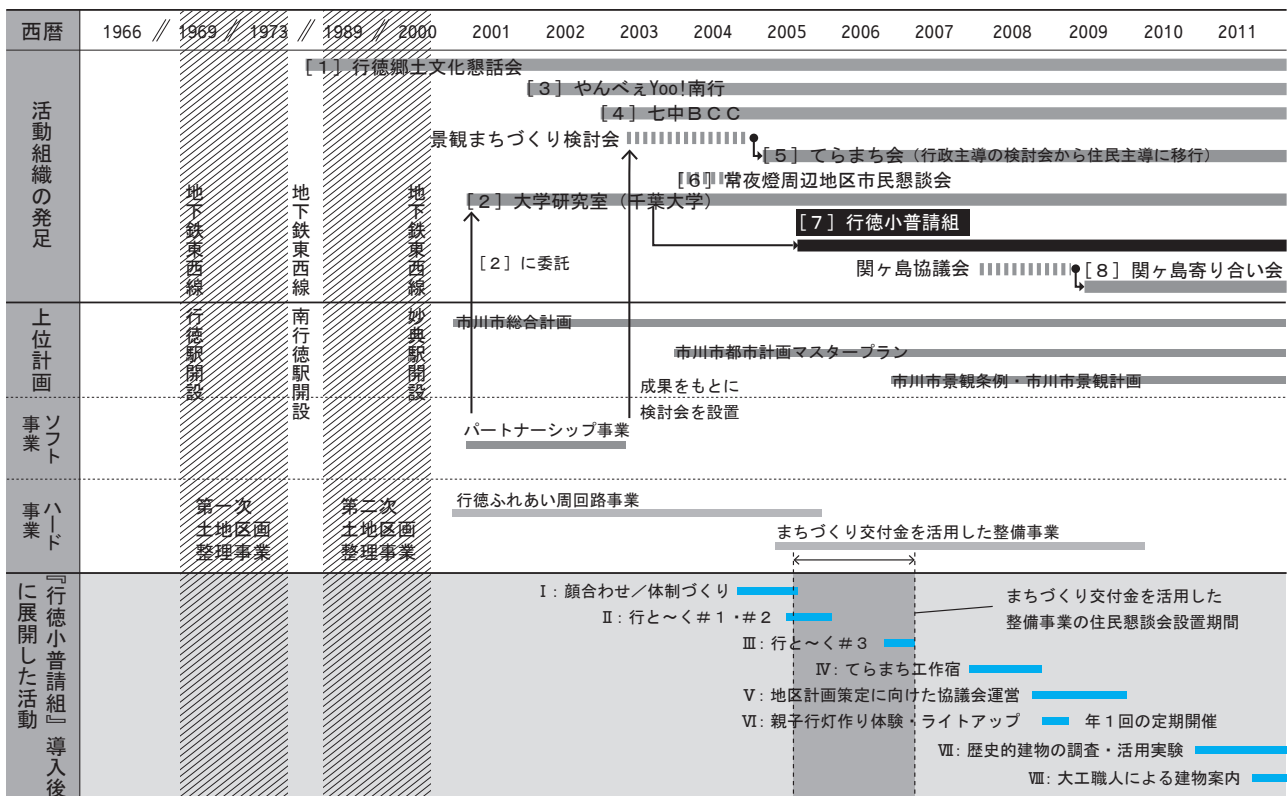 西暦 1966 // 1969 // 1973 // 1989 // 2000 2001 2002 2003 2004 2005 2006 2007 2008 2009 2010 2011
活動組織の発足
[1] 行徳郷土文化懇話会
[3] やんべぇYoo!南行
[4] 七中BCC
景観まちづくり検討会
[5] てらまち会(行政主導の検討会から住民主導に移行)
[6] 常夜燈周辺地区市民懇談会
[2] 大学研究室(千葉大学)
[7] 行徳小普請組
[2]に委託
関ヶ島協議会
[8] 関ヶ島寄り合い会
地下鉄東西線行徳駅開設
地下鉄東西線南行徳駅開設
地下鉄東西線妙典駅開設
上位計画
市川市総合計画
市川市都市計画マスタープラン
市川市景観条例・市川市景観計画
成果をもとに
検討会を設置
ソフト事業
パートナーシップ事業
ハード事業
行徳ふれあい周回路事業
第一次
土地区画
整理事業
第二次
土地区画
整理事業
まちづくり交付金を活用した整備事業
『行徳小普請組』導入後
に展開した活動
Ⅰ:顔合わせ/体制づくり
Ⅱ:行と〜く#1・#2
まちづくり交付金を活用した
整備事業の住民懇談会設置期間
Ⅲ:行と〜く#3
Ⅳ:てらまち工作宿
Ⅴ:地区計画策定に向けた協議会運営
Ⅵ:親子行灯作り体験・ライトアップ 年1回の定期開催
Ⅶ:歴史的建物の調査・活用実験
Ⅷ:大工職人による建物案内